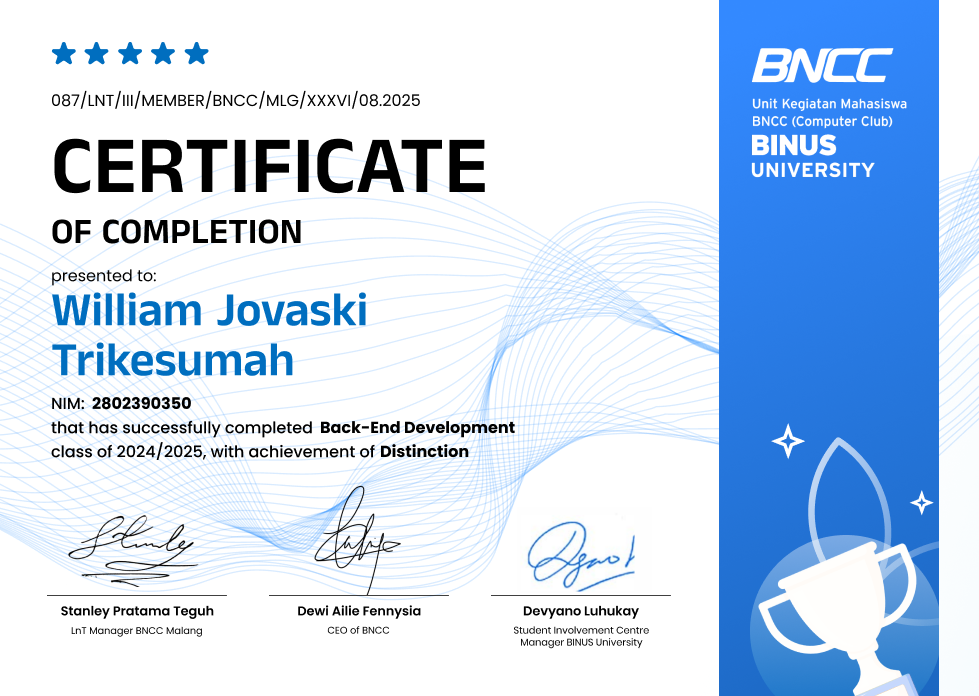 087/LNT/III/MEMBER/BNCC/MLG/XXXVI/08.2025
CERTIFICATE
OF COMPLETION
presented to:
William Jovaski
Trikesumah
NIM: 2802390350
that has successfully completed Back-End Development
class of 2024/2025, with achievement of Distinction
Stanley Pratama Teguh
LnT Manager BNCC Malang
Dewi Ailie Fennysia
CEO of BNCC
Devyano Luhukay
Student Involvement Centre
Manager BINUS University
BNCC
Unit Kegiatan Mahasiswa
BNCC (Computer Club)
BINUS
UNIVERSITY